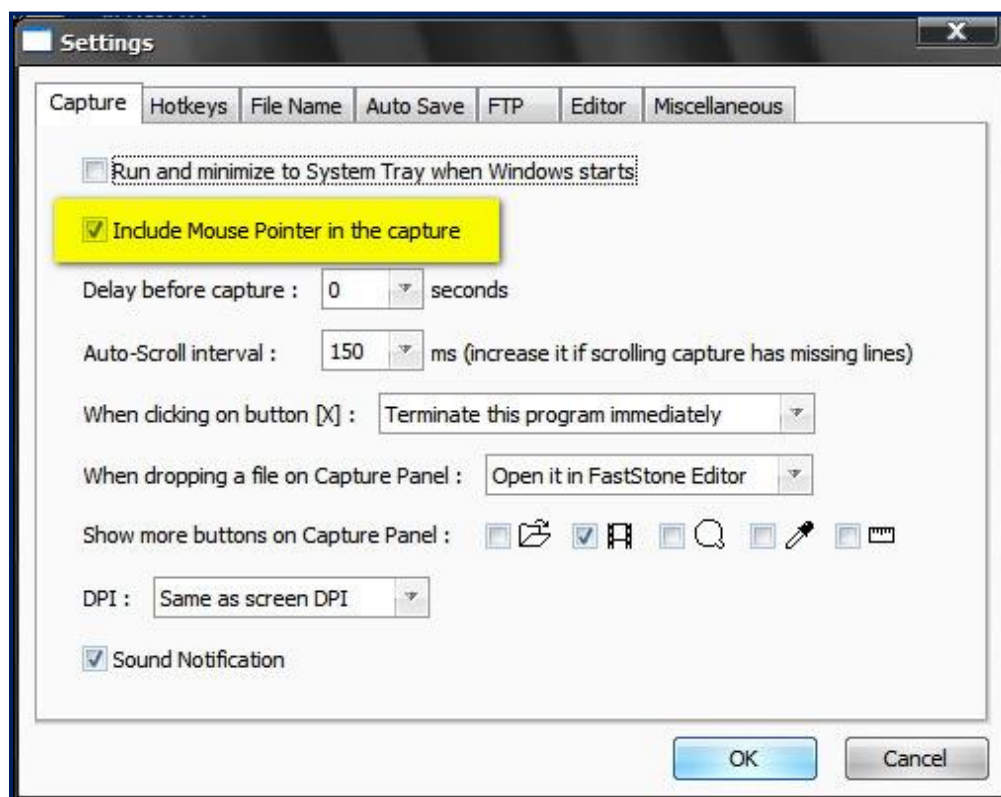 Settings
x
Capture Hotkeys File Name Auto Save FTP Editor Miscellaneous
Run and minimize to System Tray when Windows starts
Include Mouse Pointer in the capture
Delay before capture : 0 seconds
Auto-Scroll interval : 150 ms (increase it if scrolling capture has missing lines)
When clicking on button [X] : Terminate this program immediately
When dropping a file on Capture Panel : Open it in FastStone Editor
Show more buttons on Capture Panel :
DPI : Same as screen DPI
Sound Notification
OK Cancel